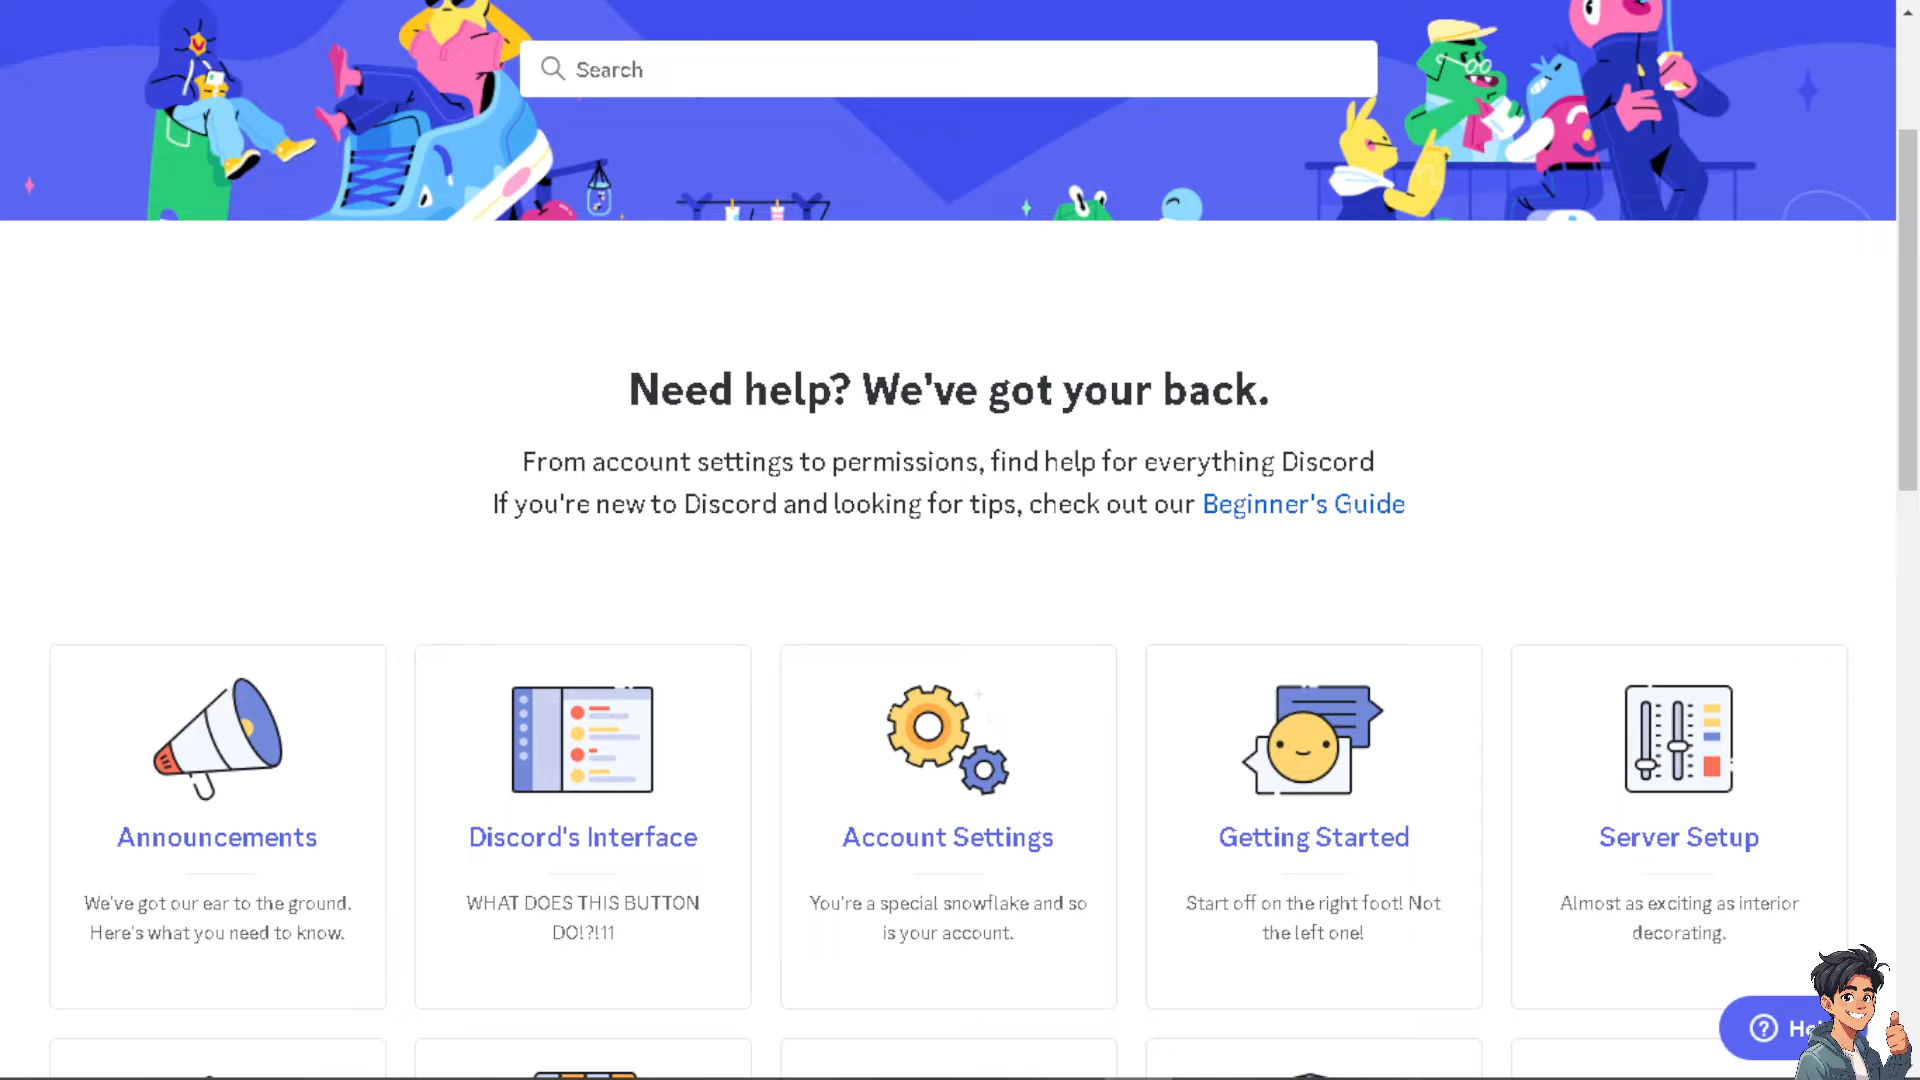 Search
Need help? We've got your back.
From account settings to permissions, find help for everything Discord
If you're new to Discord and looking for tips, check out our Beginner's Guide
Announcements
We've got our ear to the ground.
Here's what you need to know.
Discord's Interface
WHAT DOES THIS BUTTON
DO!?!11
Account Settings
You're a special snowflake and so
is your account.
Getting Started
Start off on the right foot! Not
the left one!
Server Setup
Almost as exciting as interior
decorating.